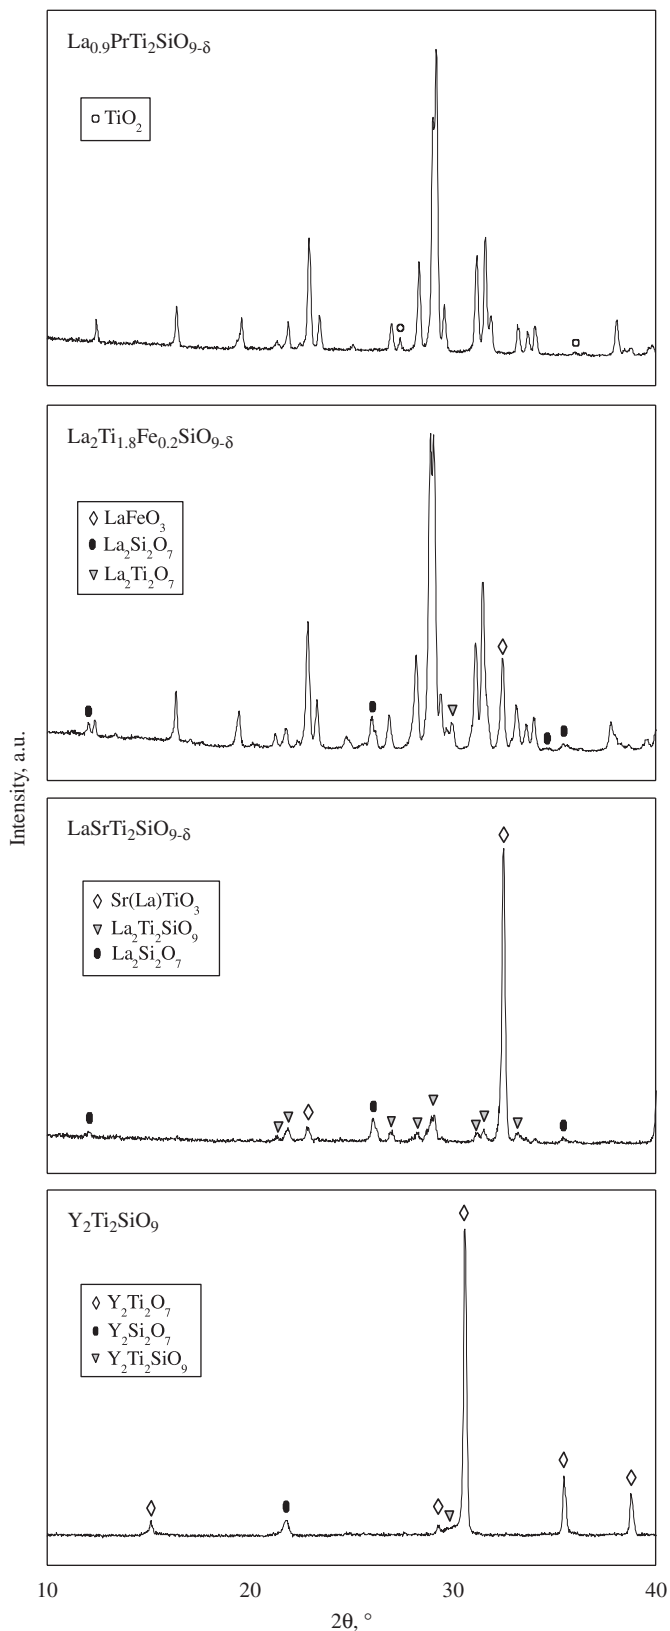 La₀.₉PrTi₂SiO₉₋δ
TiO₂
La₂Ti₁.₈Fe₀.₂SiO₉₋δ
LaFeO₃
La₂Si₂O₇
La₂Ti₂O₇
Intensity, a.u.
LaSrTi₂SiO₉₋δ
Sr(La)TiO₃
La₂Ti₂SiO₉
La₂Si₂O₇
Y₂Ti₂SiO₉
Y₂Ti₂O₇
Y₂Si₂O₇
Y₂Ti₂SiO₉
10 20 30 40
2θ, °